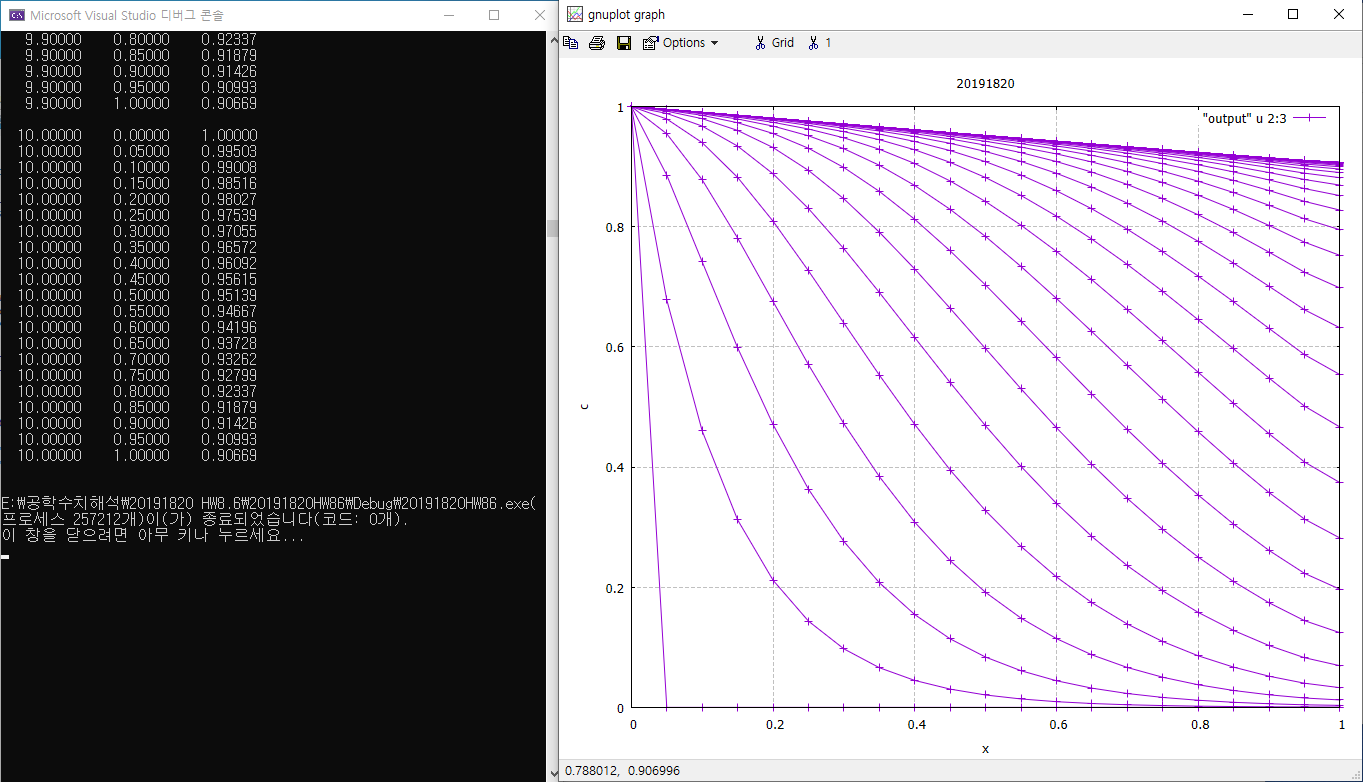 Microsoft Visual Studio 디버그 콘솔
9.90000 0.80000 0.92337
9.90000 0.85000 0.91879
9.90000 0.90000 0.91426
9.90000 0.95000 0.90993
9.90000 1.00000 0.90669
10.00000 0.00000 1.00000
10.00000 0.05000 0.99503
10.00000 0.10000 0.99008
10.00000 0.15000 0.98516
10.00000 0.20000 0.98027
10.00000 0.25000 0.97539
10.00000 0.30000 0.97055
10.00000 0.35000 0.96572
10.00000 0.40000 0.96092
10.00000 0.45000 0.95615
10.00000 0.50000 0.95139
10.00000 0.55000 0.94667
10.00000 0.60000 0.94196
10.00000 0.65000 0.93728
10.00000 0.70000 0.93262
10.00000 0.75000 0.92799
10.00000 0.80000 0.92337
10.00000 0.85000 0.91879
10.00000 0.90000 0.91426
10.00000 0.95000 0.90993
10.00000 1.00000 0.90669
E:\공학수치해석\20191820 HW8.6\20191820HW86\Debug\20191820HW86.exe(
프로세스 257212개)이(가) 종료되었습니다(코드: 0개).
이 창을 닫으려면 아무 키나 누르세요...
gnuplot graph
Options Grid 1
20191820
"output" u 2:3
1
0.8
0.6
c
0.4
0.2
0
0 0.2 0.4 0.6 0.8 1
x
0.788012, 0.906996